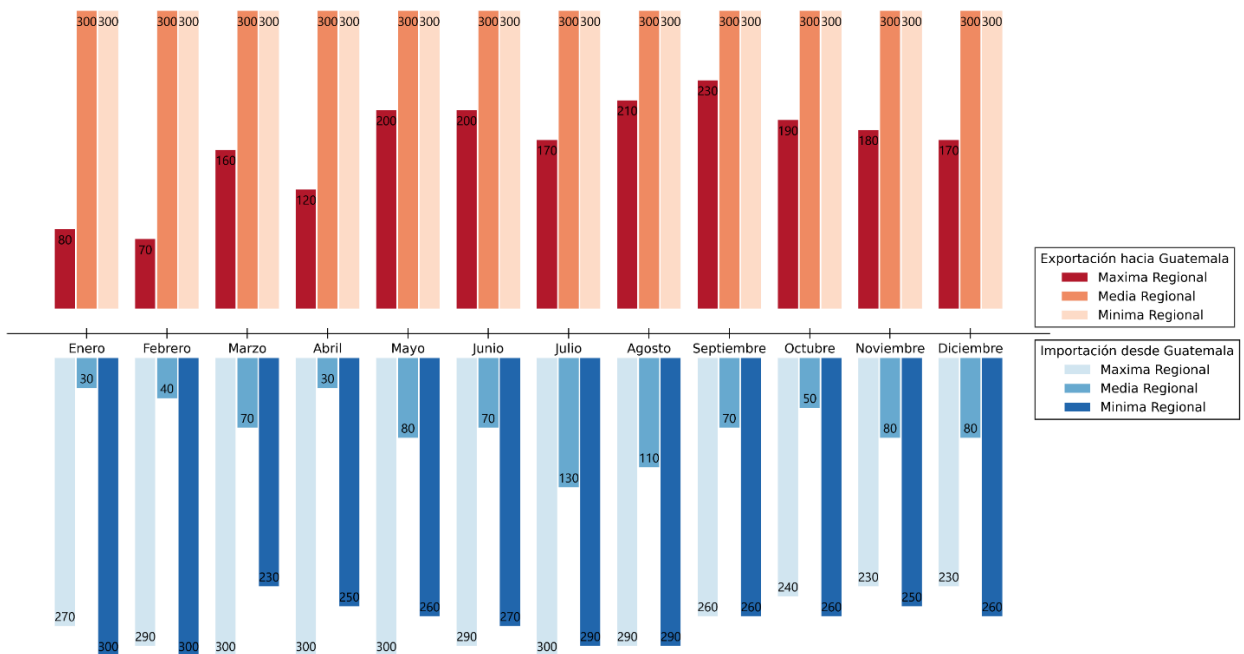 300 300 300 300 300 300 300 300 300 300 300 300 300 300 300 300 300 300 300 300 300 300 300 300
80 70 160 120 200 200 170 210 230 190 180 170
Exportación hacia Guatemala
Maxima Regional
Media Regional
Minima Regional
Enero Febrero Marzo Abril Mayo Junio Julio Agosto Septiembre Octubre Noviembre Diciembre
Importación desde Guatemala
Maxima Regional
Media Regional
Minima Regional
30 40 70 30 80 70 130 110 70 50 80 80
270 290 300 300 300 290 300 290 260 240 230 230
300 300 230 250 260 270 290 290 260 260 250 260